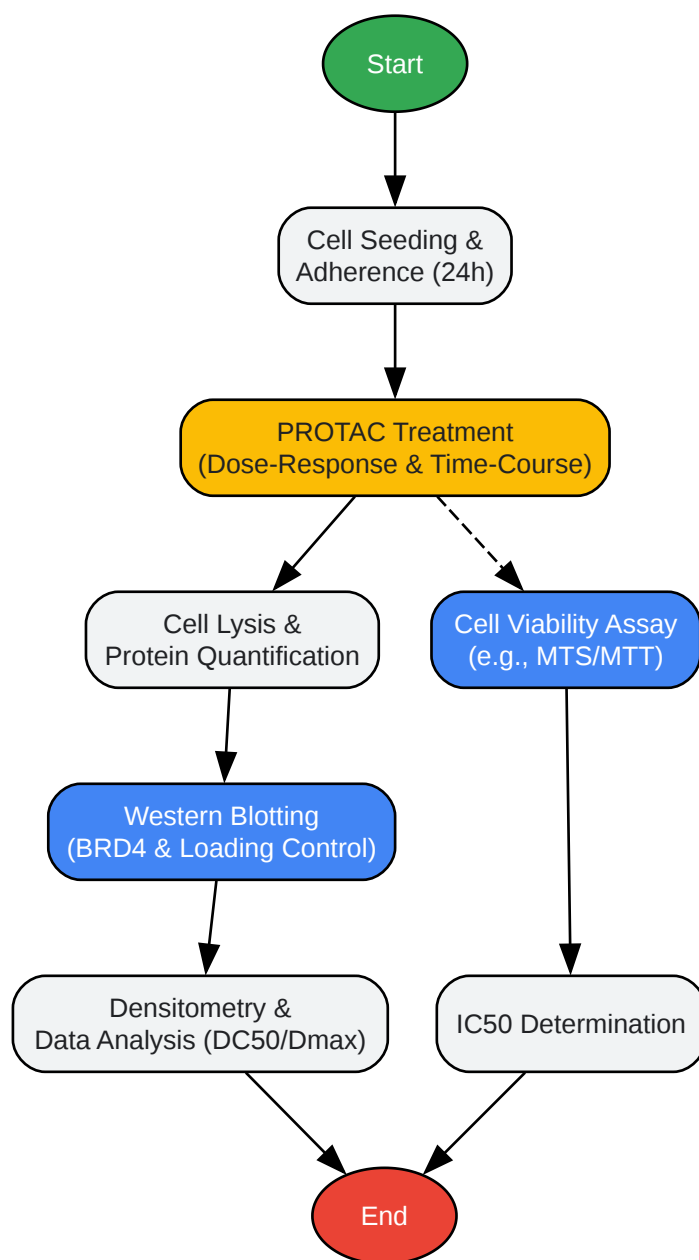 Start
Cell Seeding &
Adherence (24h)
PROTAC Treatment
(Dose-Response & Time-Course)
Cell Lysis &
Protein Quantification
Cell Viability Assay
(e.g., MTS/MTT)
Western Blotting
(BRD4 & Loading Control)
Densitometry &
Data Analysis (DC50/Dmax)
IC50 Determination
End